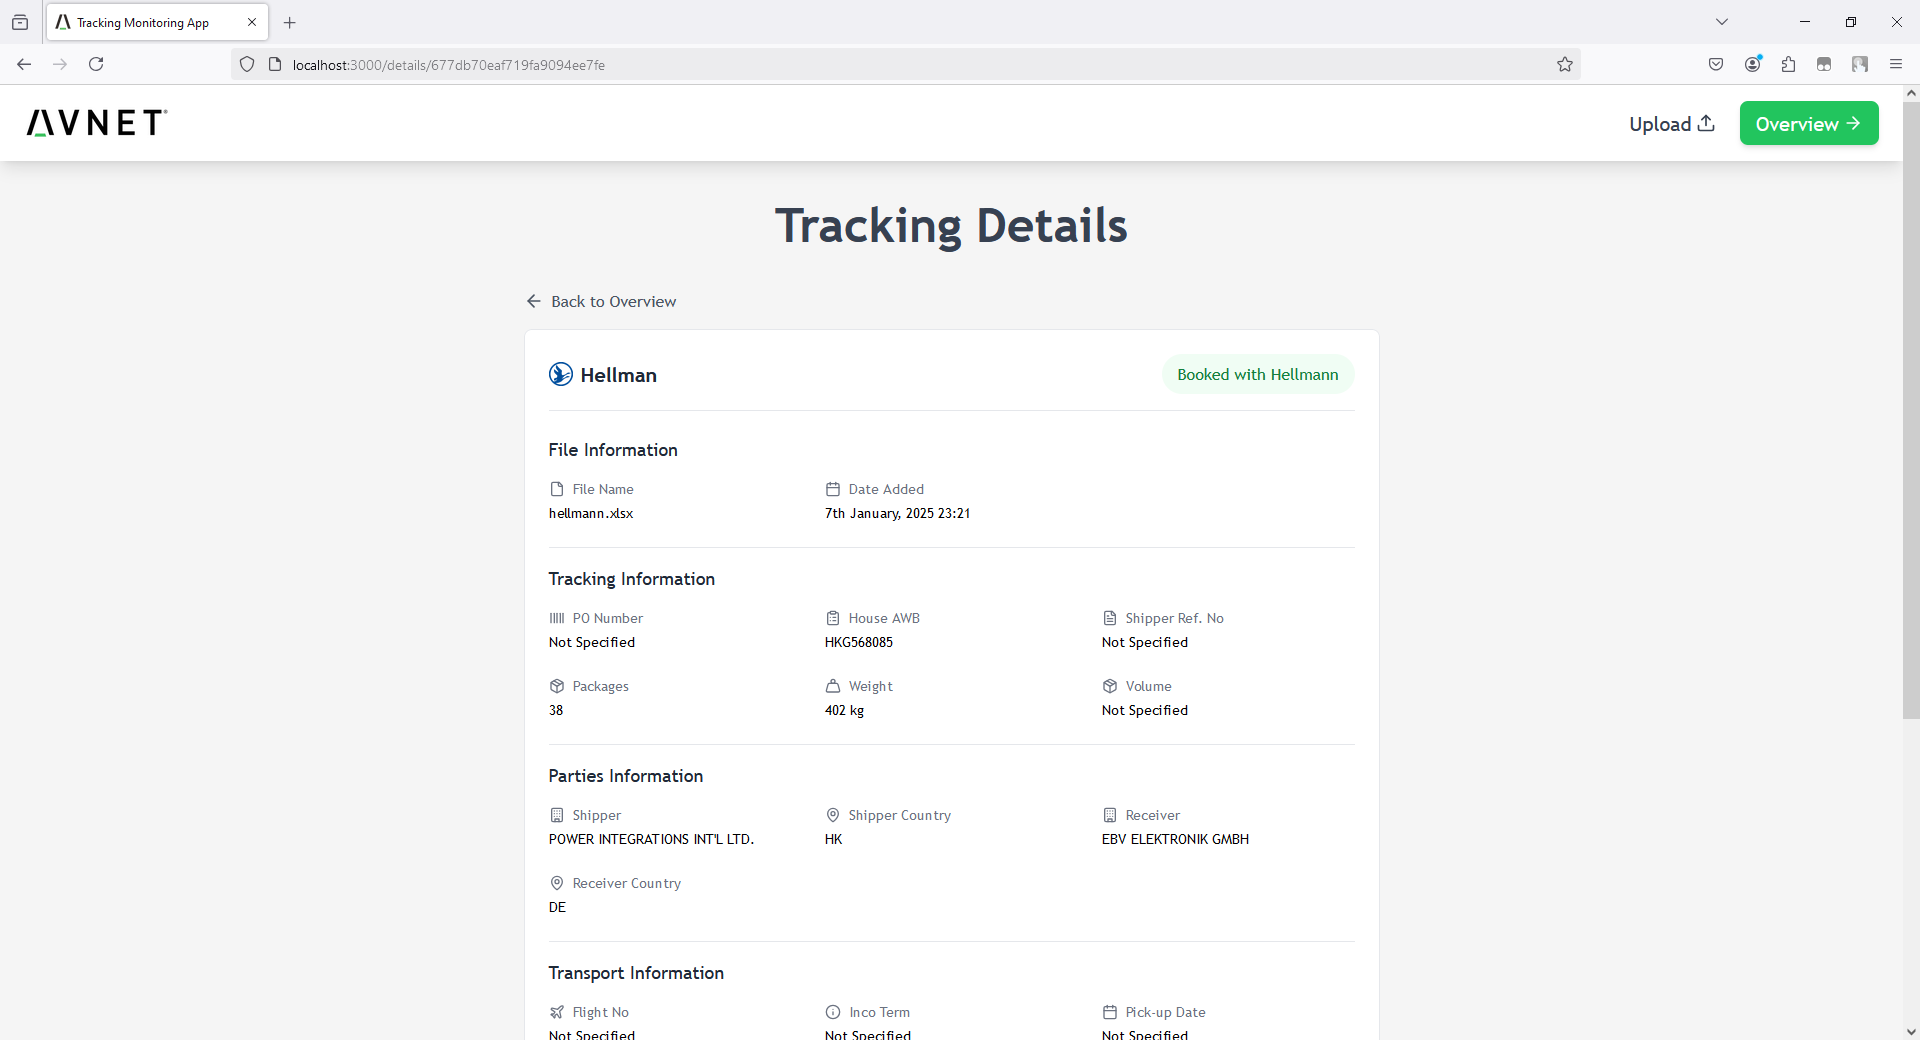 Tracking Monitoring App
localhost:3000/details/677db70eaf719fa9094ee7fe
AVNET
Upload
Overview
Tracking Details
Back to Overview
Hellman
Booked with Hellmann
File Information
File Name
Date Added
hellmann.xlsx
7th January, 2025 23:21
Tracking Information
PO Number
House AWB
Shipper Ref. No
Not Specified
HKG568085
Not Specified
Packages
Weight
Volume
38
402 kg
Not Specified
Parties Information
Shipper
Shipper Country
Receiver
POWER INTEGRATIONS INT'L LTD.
HK
EBV ELEKTRONIK GMBH
Receiver Country
DE
Transport Information
Flight No
Inco Term
Pick-up Date
Not Specified
Not Specified
Not Specified